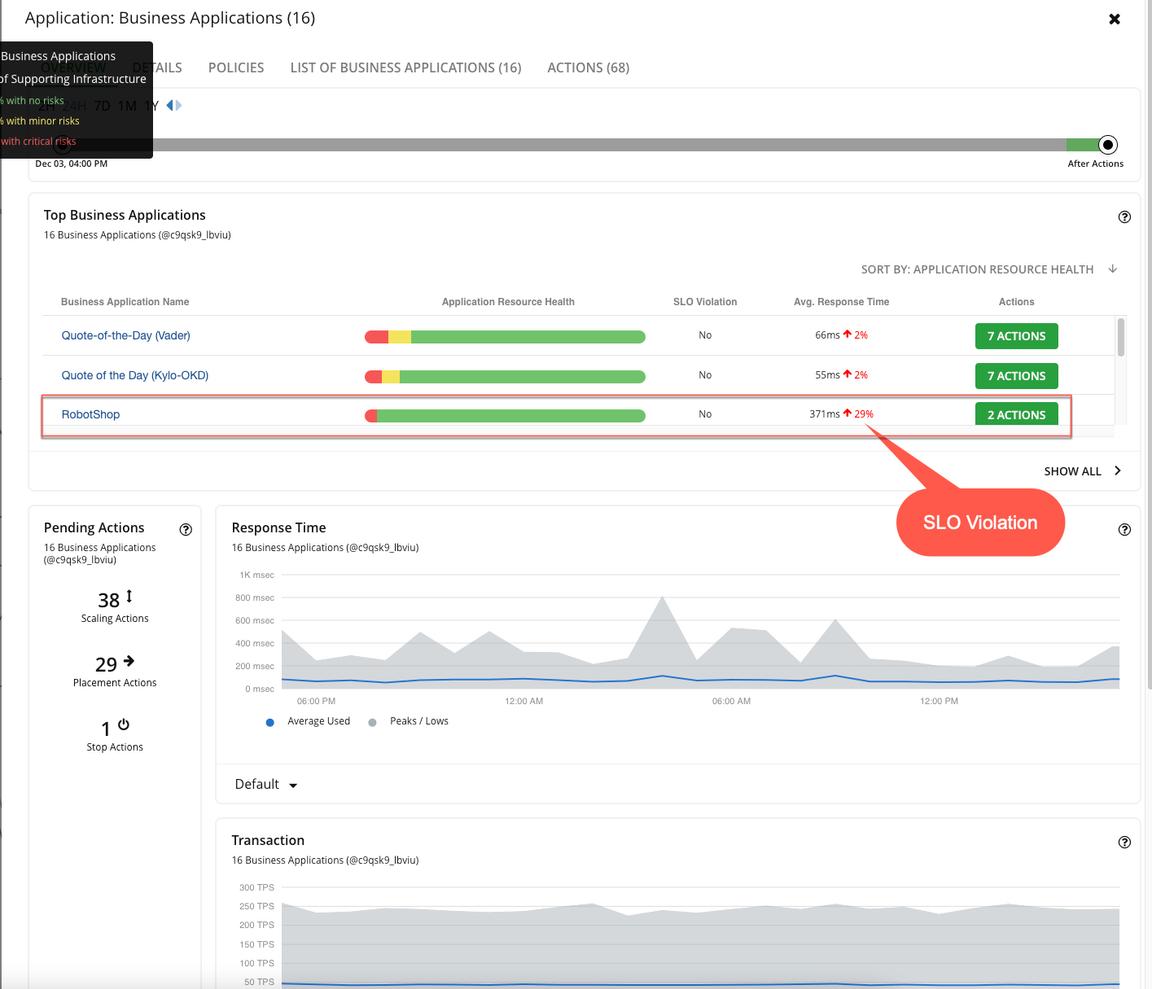 Application: Business Applications (16)
Business Applications
of Supporting Infrastructure
% with no risks
% with minor risks
with critical risks
OVERVIEW DETAILS POLICIES LIST OF BUSINESS APPLICATIONS (16) ACTIONS (68)
2H 24H 7D 1M 1Y
Dec 03, 04:00 PM After Actions
Top Business Applications
16 Business Applications (@c9qsk9_lbviu)
SORT BY: APPLICATION RESOURCE HEALTH
Business Application Name Application Resource Health SLO Violation Avg. Response Time Actions
Quote-of-the-Day (Vader) No 66ms 2% 7 ACTIONS
Quote of the Day (Kylo-OKD) No 55ms 2% 7 ACTIONS
RobotShop No 371ms 29% 2 ACTIONS
SHOW ALL
SLO Violation
Pending Actions
16 Business Applications
(@c9qsk9_lbviu)
38
Scaling Actions
29
Placement Actions
1
Stop Actions
Response Time
16 Business Applications (@c9qsk9_lbviu)
1K msec
800 msec
600 msec
400 msec
200 msec
0 msec
06:00 PM 12:00 AM 06:00 AM 12:00 PM
Average Used Peaks / Lows
Default
Transaction
16 Business Applications (@c9qsk9_lbviu)
300 TPS
250 TPS
200 TPS
150 TPS
100 TPS
50 TPS